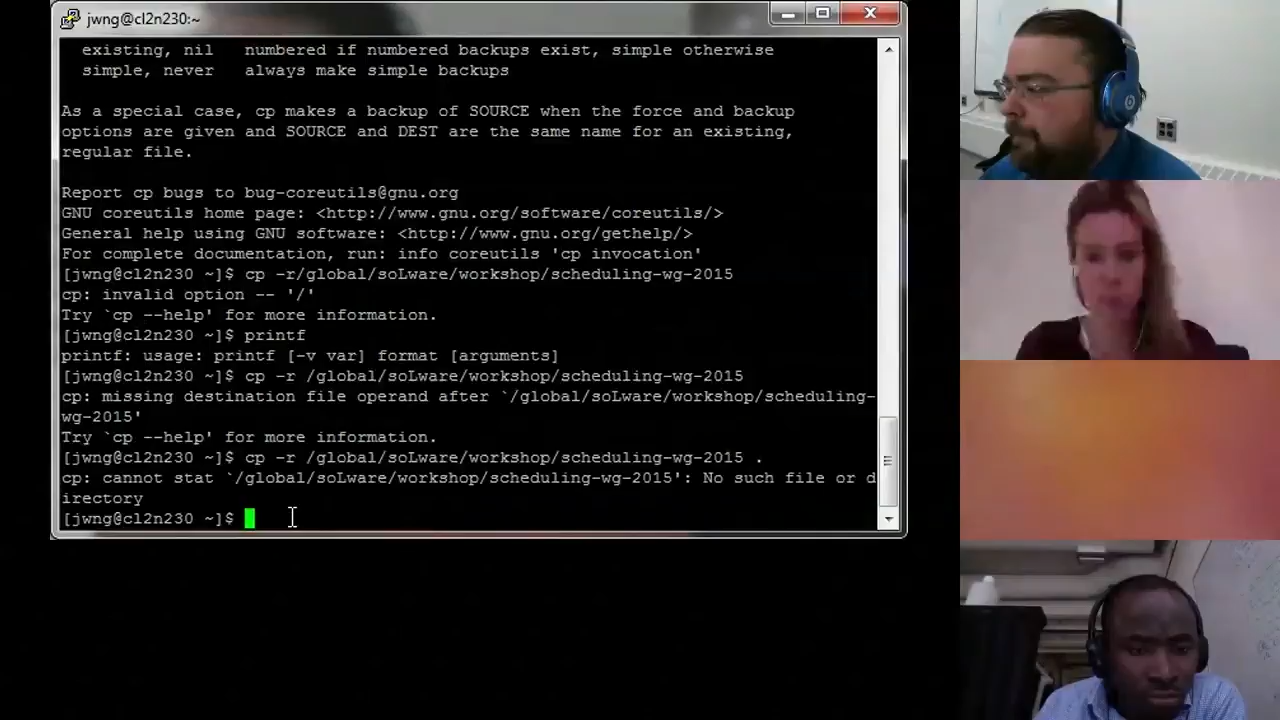 jwng@cl2n230:~
existing, nil   numbered if numbered backups exist, simple otherwise
simple, never   always make simple backups
As a special case, cp makes a backup of SOURCE when the force and backup
options are given and SOURCE and DEST are the same name for an existing,
regular file.
Report cp bugs to bug-coreutils@gnu.org
GNU coreutils home page: <http://www.gnu.org/software/coreutils/>
General help using GNU software: <http://www.gnu.org/gethelp/>
For complete documentation, run: info coreutils 'cp invocation'
[jwng@cl2n230 ~]$ cp -r/global/soLware/workshop/scheduling-wg-2015
cp: invalid option -- '/'
Try `cp --help' for more information.
[jwng@cl2n230 ~]$ printf
printf: usage: printf [-v var] format [arguments]
[jwng@cl2n230 ~]$ cp -r /global/soLware/workshop/scheduling-wg-2015
cp: missing destination file operand after `/global/soLware/workshop/scheduling-
wg-2015'
Try `cp --help' for more information.
[jwng@cl2n230 ~]$ cp -r /global/soLware/workshop/scheduling-wg-2015 .
cp: cannot stat `/global/soLware/workshop/scheduling-wg-2015': No such file or d
irectory
[jwng@cl2n230 ~]$